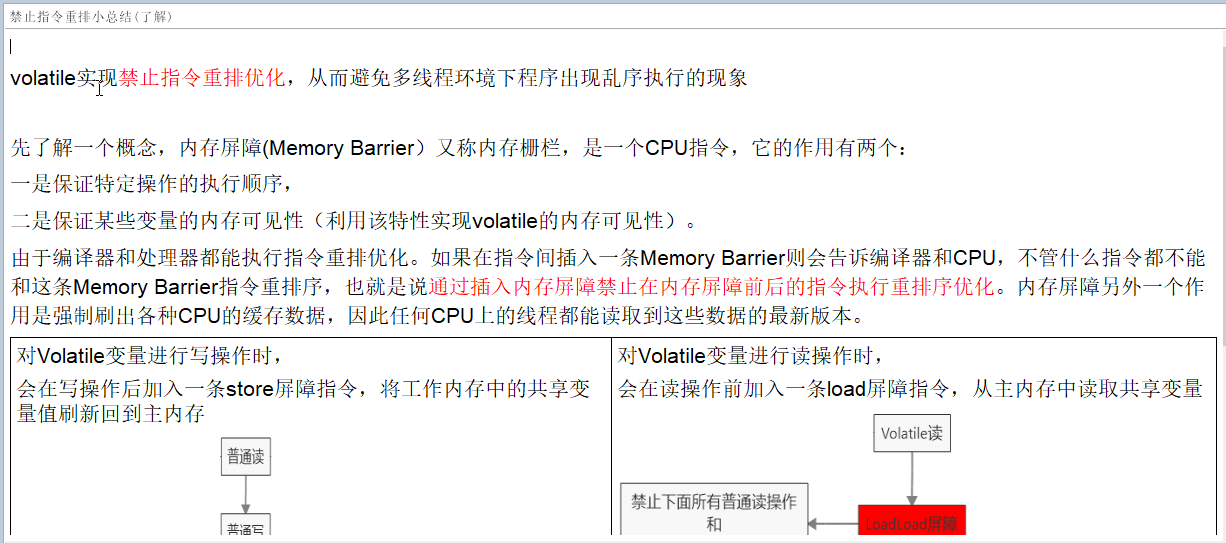 禁止指令重排小总结(了解)
volatile实现禁止指令重排优化，从而避免多线程环境下程序出现乱序执行的现象
先了解一个概念，内存屏障(Memory Barrier）又称内存栅栏，是一个CPU指令，它的作用有两个：
一是保证特定操作的执行顺序，
二是保证某些变量的内存可见性（利用该特性实现volatile的内存可见性）。
由于编译器和处理器都能执行指令重排优化。如果在指令间插入一条Memory Barrier则会告诉编译器和CPU，不管什么指令都不能
和这条Memory Barrier指令重排序，也就是说通过插入内存屏障禁止在内存屏障前后的指令执行重排序优化。内存屏障另外一个作
用是强制刷出各种CPU的缓存数据，因此任何CPU上的线程都能读取到这些数据的最新版本。
对Volatile变量进行写操作时，
会在写操作后加入一条store屏障指令，将工作内存中的共享变
量值刷新回到主内存
普通读
普通写
对Volatile变量进行读操作时，
会在读操作前加入一条load屏障指令，从主内存中读取共享变量
Volatile读
禁止下面所有普通读操作
和
LoadLoad屏障